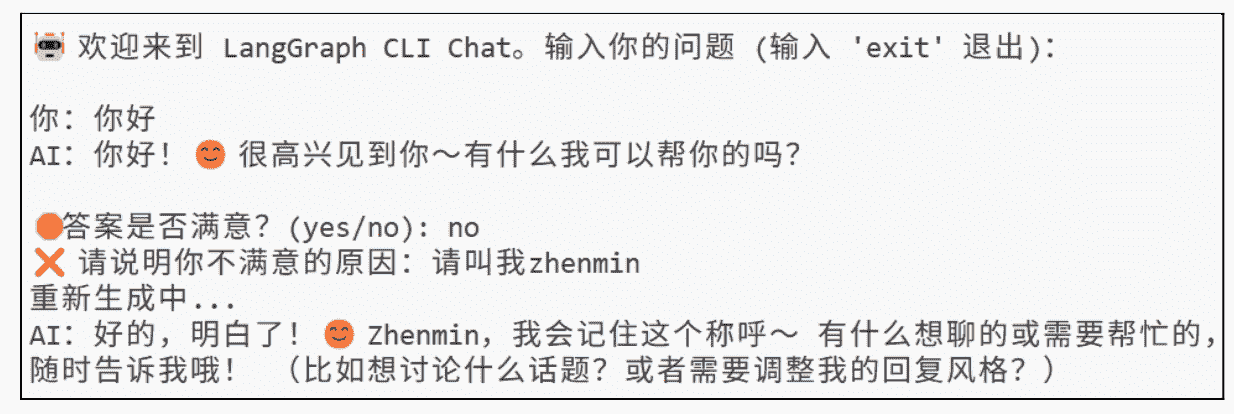 🤖 欢迎来到 LangGraph CLI Chat。输入你的问题 (输入 'exit' 退出)：
你：你好
AI：你好！😊 很高兴见到你～有什么我可以帮你的吗？
🛑答案是否满意？(yes/no): no
❌ 请说明你不满意的原因：请叫我zhenmin
重新生成中...
AI：好的，明白了！😊 Zhenmin，我会记住这个称呼～ 有什么想聊的或需要帮忙的，
随时告诉我哦！ （比如想讨论什么话题？或者需要调整我的回复风格？）